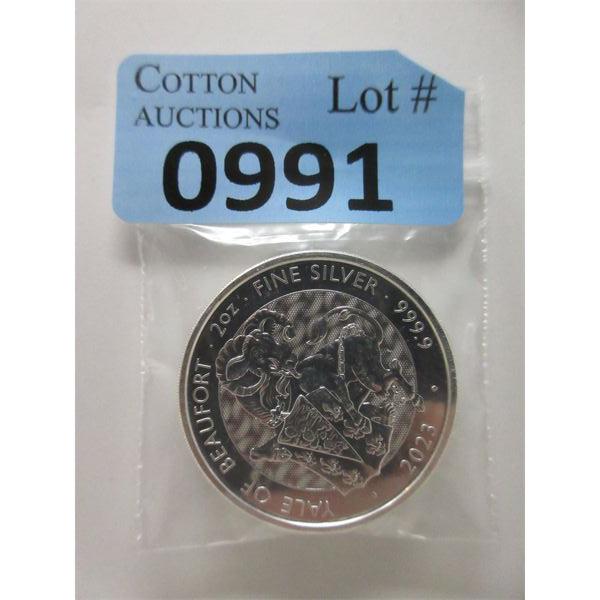 COTTON
AUCTIONS
Lot #
0991
YALE OF BEAUFORT · 2oz · FINE SILVER · 999.9
2023